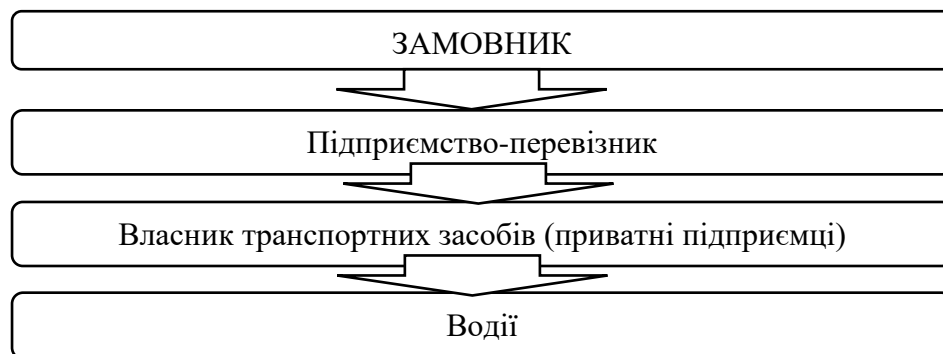 ЗАМОВНИК
Підприємство-перевізник
Власник транспортних засобів (приватні підприємці)
Водії